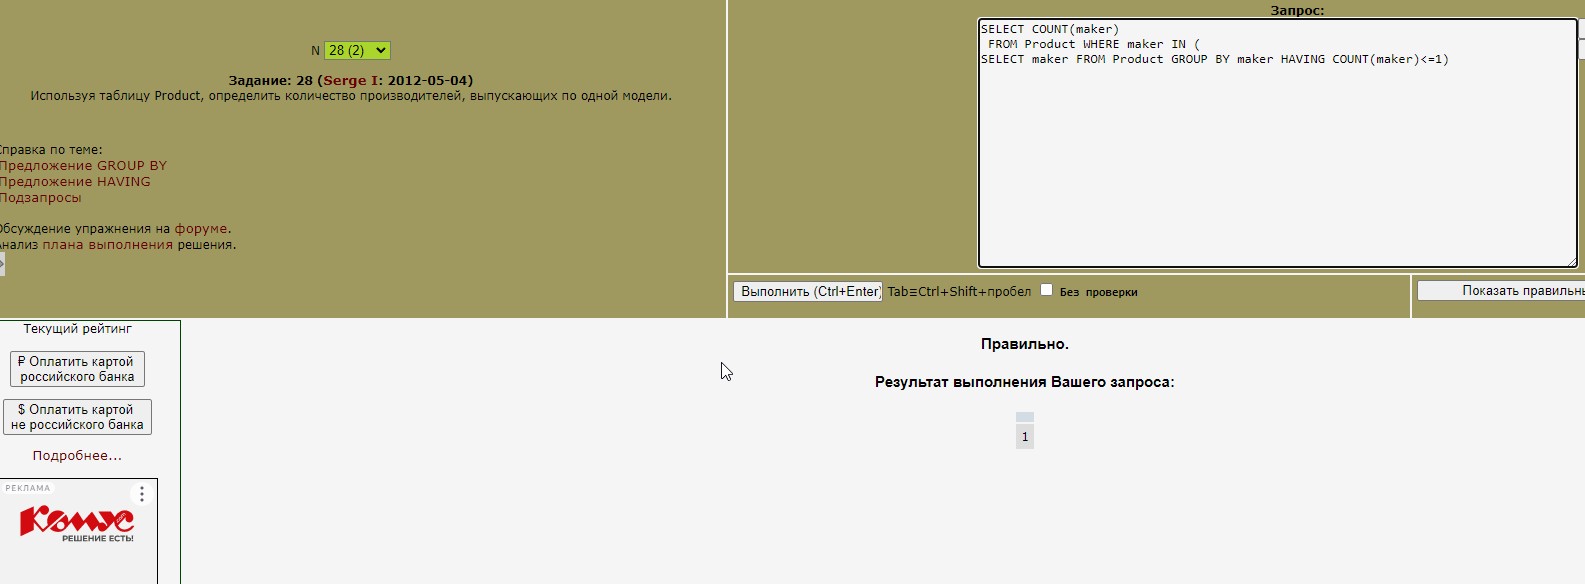 N 28 (2)
Задание: 28 (Serge I: 2012-05-04)
Используя таблицу Product, определить количество производителей, выпускающих по одной модели.
Справка по теме:
Предложение GROUP BY
Предложение HAVING
Подзапросы
Обсуждение упражнения на форуме.
Анализ плана выполнения решения.
Запрос:
SELECT COUNT(maker)
FROM Product WHERE maker IN (
SELECT maker FROM Product GROUP BY maker HAVING COUNT(maker)<=1)
Выполнить (Ctrl+Enter) Tab≡Ctrl+Shift+пробел Без проверки
Показать правильн
Текущий рейтинг
₽ Оплатить картой
российского банка
$ Оплатить картой
не российского банка
Подробнее...
РЕКЛАМА
Комус
РЕШЕНИЕ ЕСТЬ!
Правильно.
Результат выполнения Вашего запроса:
1